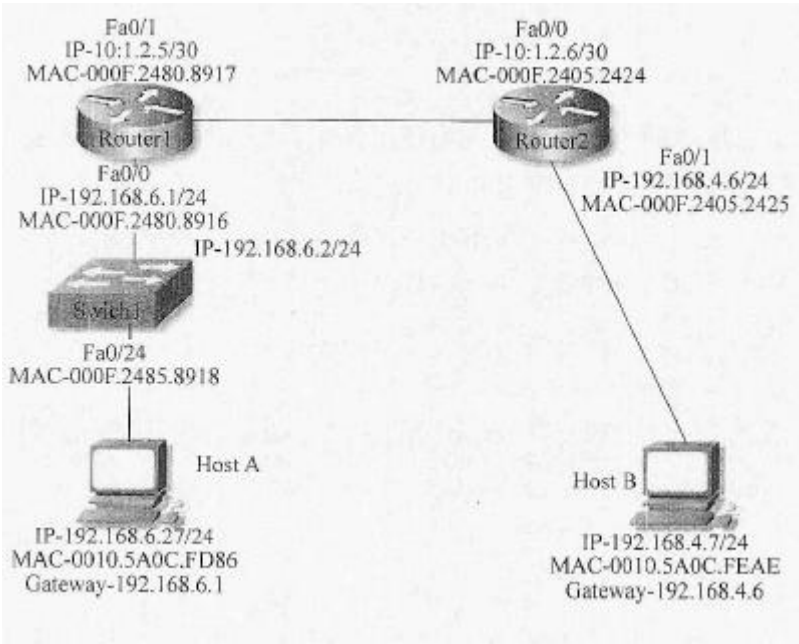 Fa0/1
IP-10:1.2.5/30
MAC-000F.2480.8917
Router1
Fa0/0
IP-192.168.6.1/24
MAC-000F.2480.8916
IP-192.168.6.2/24
Swich1
Fa0/24
MAC-000F.2485.8918
Host A
IP-192.168.6.27/24
MAC-0010.5A0C.FD86
Gateway-192.168.6.1
Fa0/0
IP-10:1.2.6/30
MAC-000F.2405.2424
Router2
Fa0/1
IP-192.168.4.6/24
MAC-000F.2405.2425
Host B
IP-192.168.4.7/24
MAC-0010.5A0C.FEAE
Gateway-192.168.4.6